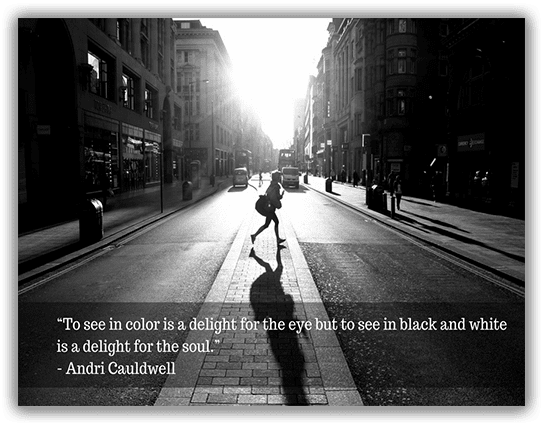 “To see in color is a delight for the eye but to see in black and white
is a delight for the soul.”
- Andri Cauldwell